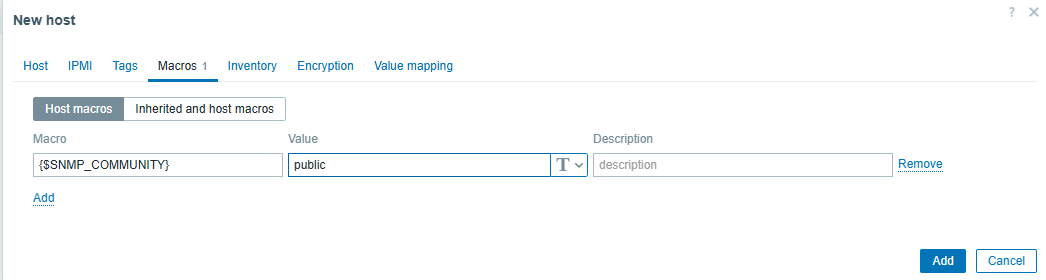 New host
? ×
Host IPMI Tags Macros 1 Inventory Encryption Value mapping
Host macros Inherited and host macros
Macro Value Description
{$SNMP_COMMUNITY} public T description Remove
Add
Add Cancel